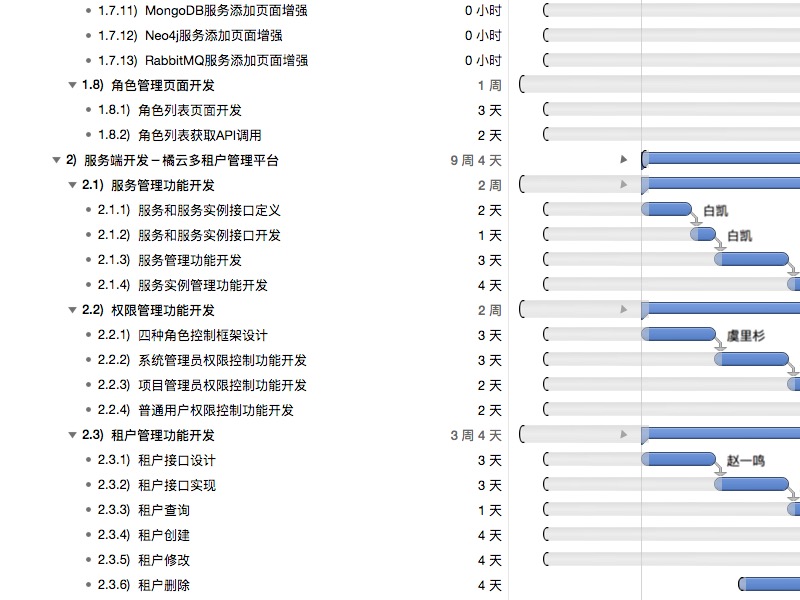 1.7.11) MongoDB服务添加页面增强 0 小时
1.7.12) Neo4j服务添加页面增强 0 小时
1.7.13) RabbitMQ服务添加页面增强 0 小时
1.8) 角色管理页面开发 1 周
1.8.1) 角色列表页面开发 3 天
1.8.2) 角色列表获取API调用 2 天
2) 服务端开发 – 橘云多租户管理平台 9 周 4 天
2.1) 服务管理功能开发 2 周
2.1.1) 服务和服务实例接口定义 2 天 白凯
2.1.2) 服务和服务实例接口开发 1 天 白凯
2.1.3) 服务管理功能开发 3 天
2.1.4) 服务实例管理功能开发 4 天
2.2) 权限管理功能开发 2 周
2.2.1) 四种角色控制框架设计 3 天 虞里杉
2.2.2) 系统管理员权限控制功能开发 3 天
2.2.3) 项目管理员权限控制功能开发 2 天
2.2.4) 普通用户权限控制功能开发 2 天
2.3) 租户管理功能开发 3 周 4 天
2.3.1) 租户接口设计 3 天 赵一鸣
2.3.2) 租户接口实现 3 天
2.3.3) 租户查询 1 天
2.3.4) 租户创建 4 天
2.3.5) 租户修改 4 天
2.3.6) 租户删除 4 天